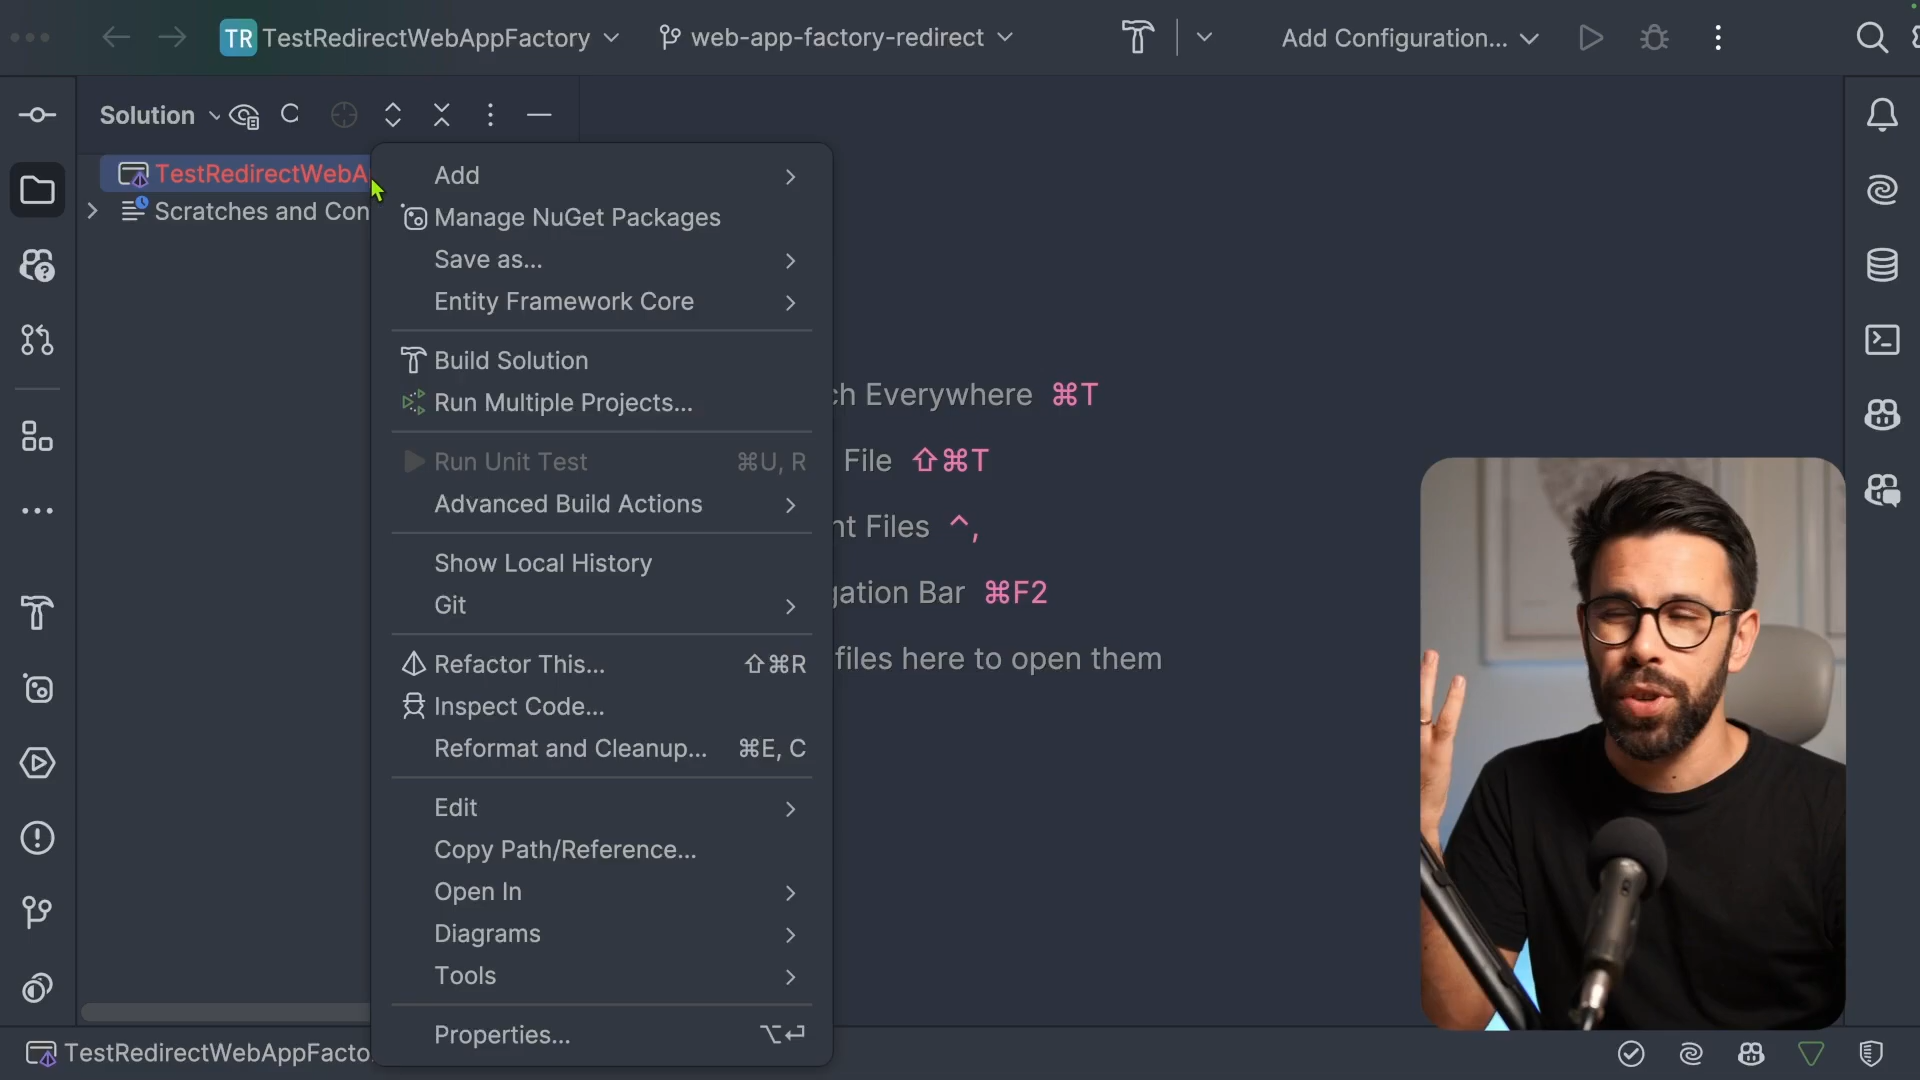 TR TestRedirectWebAppFactory
web-app-factory-redirect
Add Configuration...
Solution
TestRedirectWebA
Scratches and Con
Add
Manage NuGet Packages
Save as...
Entity Framework Core
Build Solution
Run Multiple Projects...
Run Unit Test ⌘U, R
Advanced Build Actions
Show Local History
Git
Refactor This... ⇧⌘R
Inspect Code...
Reformat and Cleanup... ⌘E, C
Edit
Copy Path/Reference...
Open In
Diagrams
Tools
Properties... ⌥↩
ch Everywhere ⌘T
File ⇧⌘T
nt Files ^,
gation Bar ⌘F2
files here to open them
TestRedirectWebAppFacto